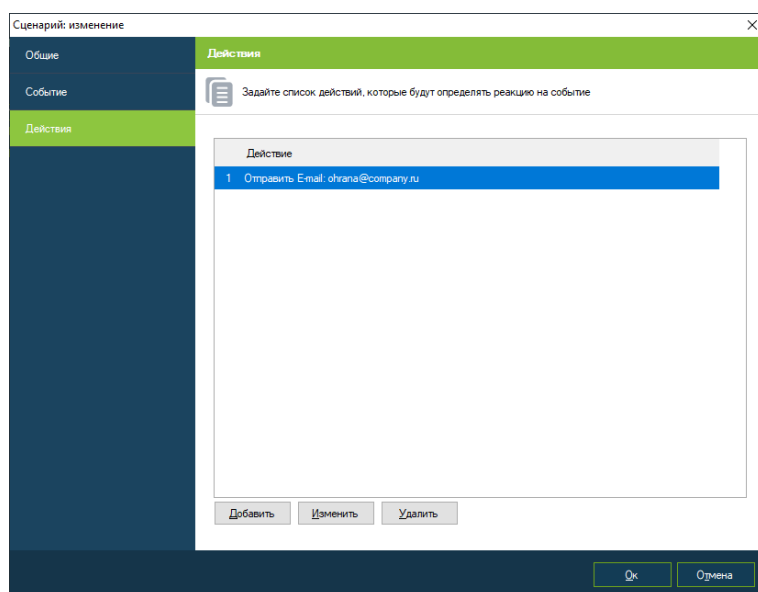 Сценарий: изменение
Общие
Действия
Событие
Задайте список действий, которые будут определять реакцию на событие
Действия
Действие
1 Отправить E-mail: ohrana@company.ru
Добавить Изменить Удалить
Ок Отмена